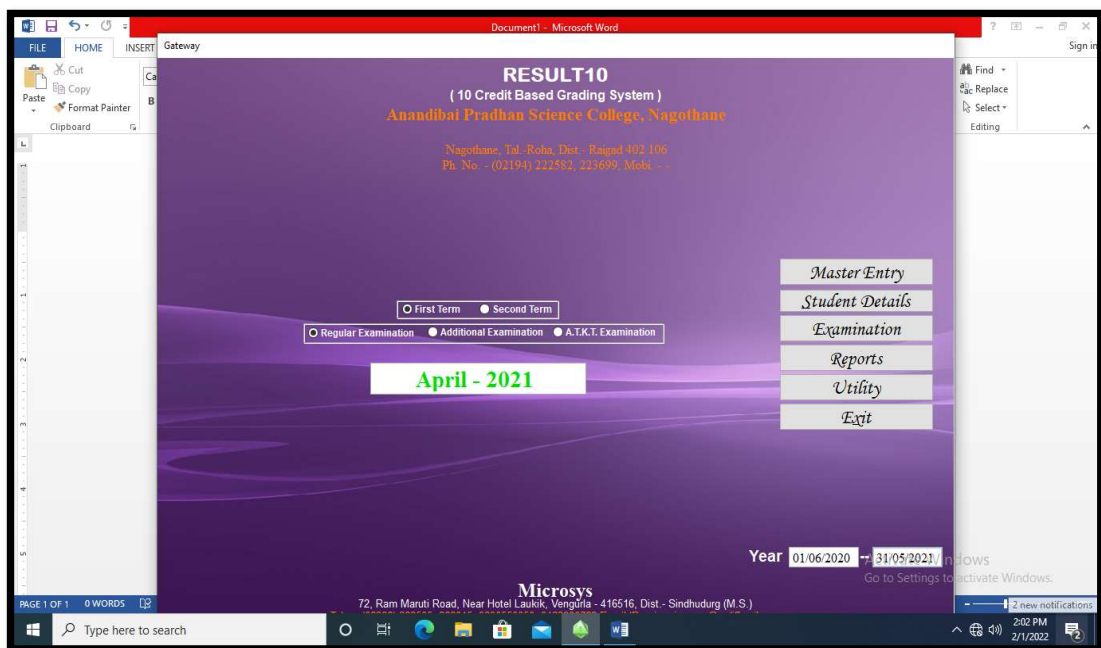 Document1 - Microsoft Word
FILE HOME INSERT Gateway Sign in
Cut
Copy
Paste
Format Painter
Clipboard
Ca
B
Find
Replace
Select
Editing
RESULT10
( 10 Credit Based Grading System )
Anandibai Pradhan Science College, Nagothane
Nagothane, Tal.-Roha, Dist.- Raigad 402 106
Ph. No. - (02194) 222582, 223699, Mobi. - -
Master Entry
Student Details
Examination
Reports
Utility
Exit
First Term Second Term
Regular Examination Additional Examination A.T.K.T. Examination
April - 2021
Year 01/06/2020 -- 31/05/2021
Activate Windows
Go to Settings to activate Windows.
Microsys
72, Ram Maruti Road, Near Hotel Laukik, Vengurla - 416516, Dist.- Sindhudurg (M.S.)
PAGE 1 OF 1 0 WORDS
2 new notifications
Type here to search
2:02 PM
2/1/2022